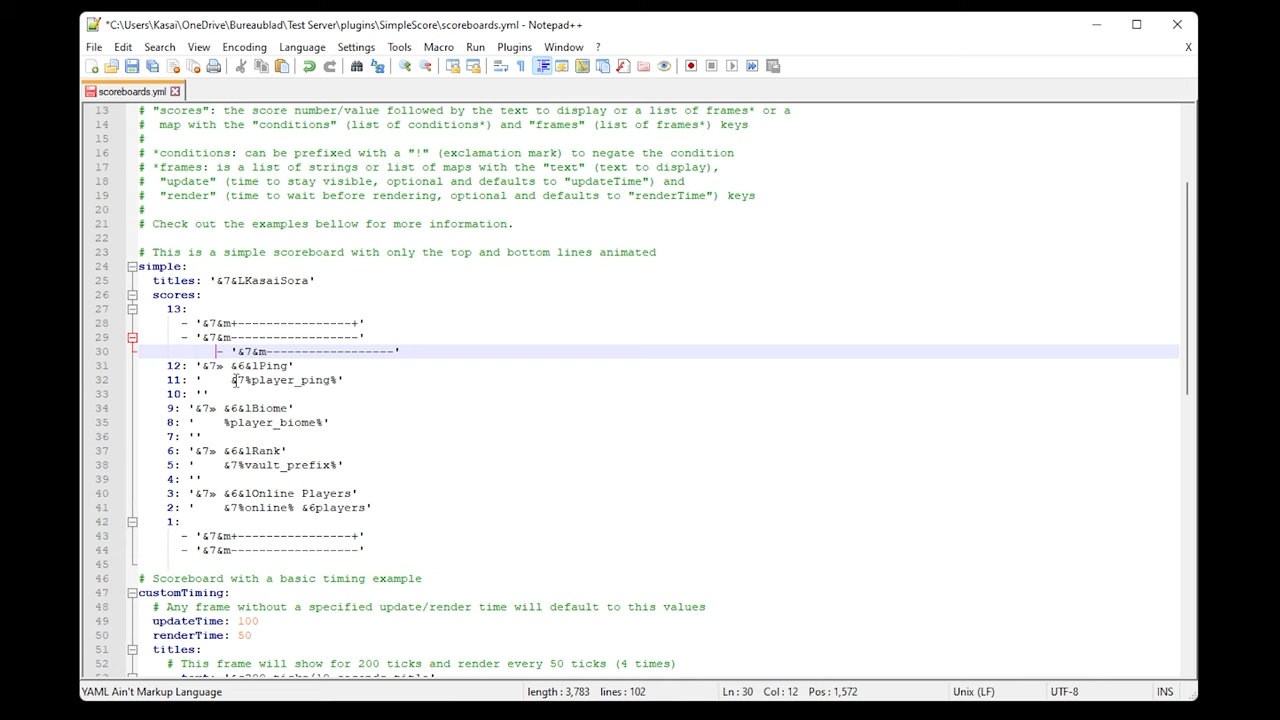 *C:\Users\Kasai\OneDrive\Bureaublad\Test Server\plugins\SimpleScore\scoreboards.yml - Notepad++
File Edit Search View Encoding Language Settings Tools Macro Run Plugins Window ? X
scoreboards.yml
13 # "scores": the score number/value followed by the text to display or a list of frames* or a
14 #  map with the "conditions" (list of conditions*) and "frames" (list of frames*) keys
15 #
16 # *conditions: can be prefixed with a "!" (exclamation mark) to negate the condition
17 # *frames: is a list of strings or list of maps with the "text" (text to display),
18 #  "update" (time to stay visible, optional and defaults to "updateTime") and
19 #  "render" (time to wait before rendering, optional and defaults to "renderTime") keys
20 #
21 # Check out the examples bellow for more information.
22
23 # This is a simple scoreboard with only the top and bottom lines animated
24 simple:
25   titles: '&7&LKasaiSora'
26   scores:
27     13:
28       - '&7&m+----------------+'
29       - '&7&m------------------'
30            - '&7&m------------------'
31     12: '&7» &6&lPing'
32     11: '    &7%player_ping%'
33     10: ''
34     9: '&7» &6&lBiome'
35     8: '    %player_biome%'
36     7: ''
37     6: '&7» &6&lRank'
38     5: '    &7%vault_prefix%'
39     4: ''
40     3: '&7» &6&lOnline Players'
41     2: '    &7%online% &6players'
42     1:
43       - '&7&m+----------------+'
44       - '&7&m------------------'
45
46 # Scoreboard with a basic timing example
47 customTiming:
48   # Any frame without a specified update/render time will default to this values
49   updateTime: 100
50   renderTime: 50
51   titles:
52     # This frame will show for 200 ticks and render every 50 ticks (4 times)
YAML Ain't Markup Language length : 3,783 lines : 102 Ln : 30 Col : 12 Pos : 1,572 Unix (LF) UTF-8 INS